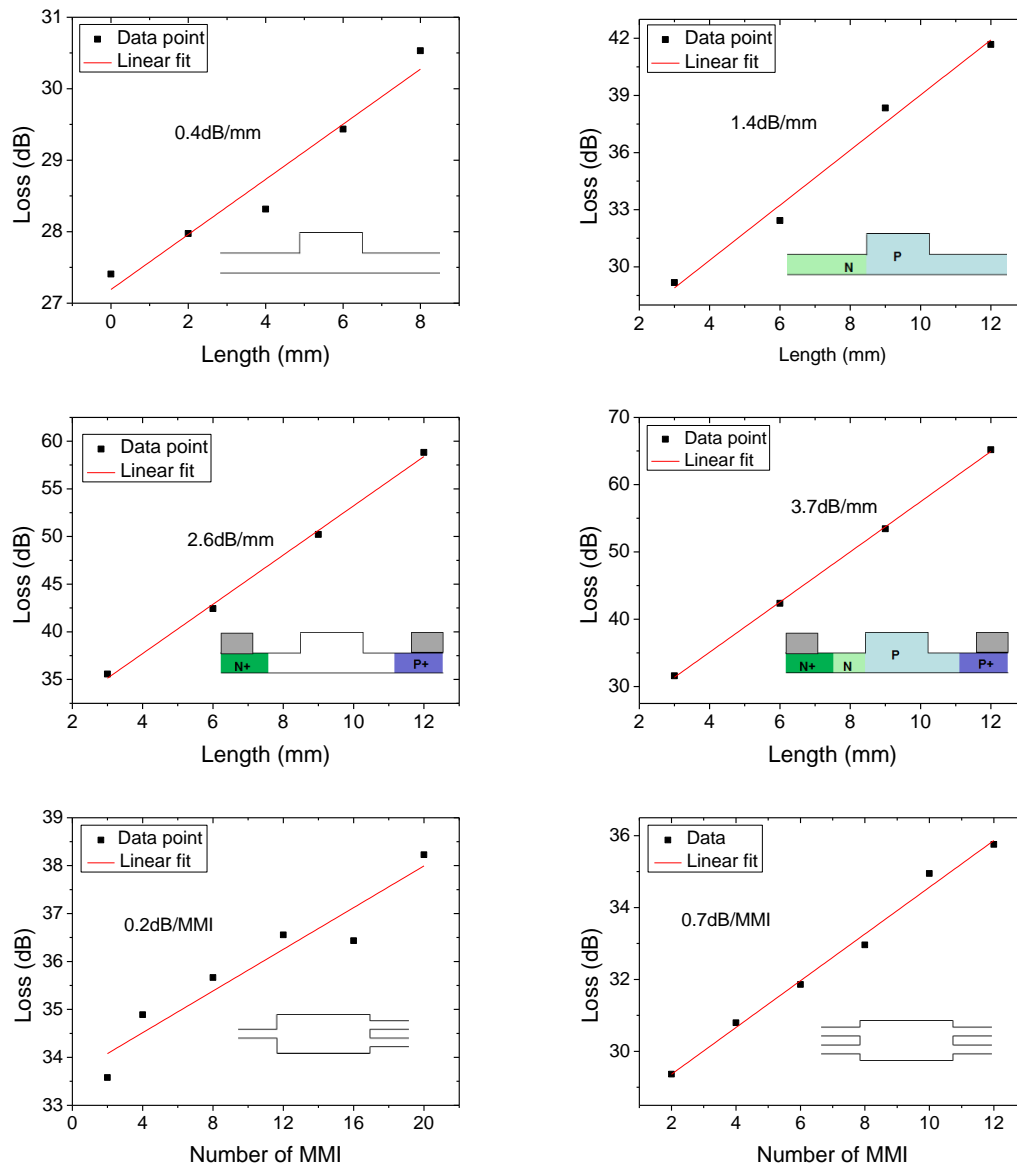 31
30
29
28
27
Loss (dB)
Data point
Linear fit
0.4dB/mm
0 2 4 6 8
Length (mm)
42
39
36
33
30
Loss (dB)
Data point
Linear fit
1.4dB/mm
N P
2 4 6 8 10 12
Length (mm)
60
55
50
45
40
35
Loss (dB)
Data point
Linear fit
2.6dB/mm
N+ P+
2 4 6 8 10 12
Length (mm)
70
60
50
40
30
Loss (dB)
Data point
Linear fit
3.7dB/mm
N+ N P P+
2 4 6 8 10 12
Length (mm)
39
38
37
36
35
34
33
Loss (dB)
Data point
Linear fit
0.2dB/MMI
0 4 8 12 16 20
Number of MMI
36
34
32
30
Loss (dB)
Data
Linear fit
0.7dB/MMI
2 4 6 8 10 12
Number of MMI